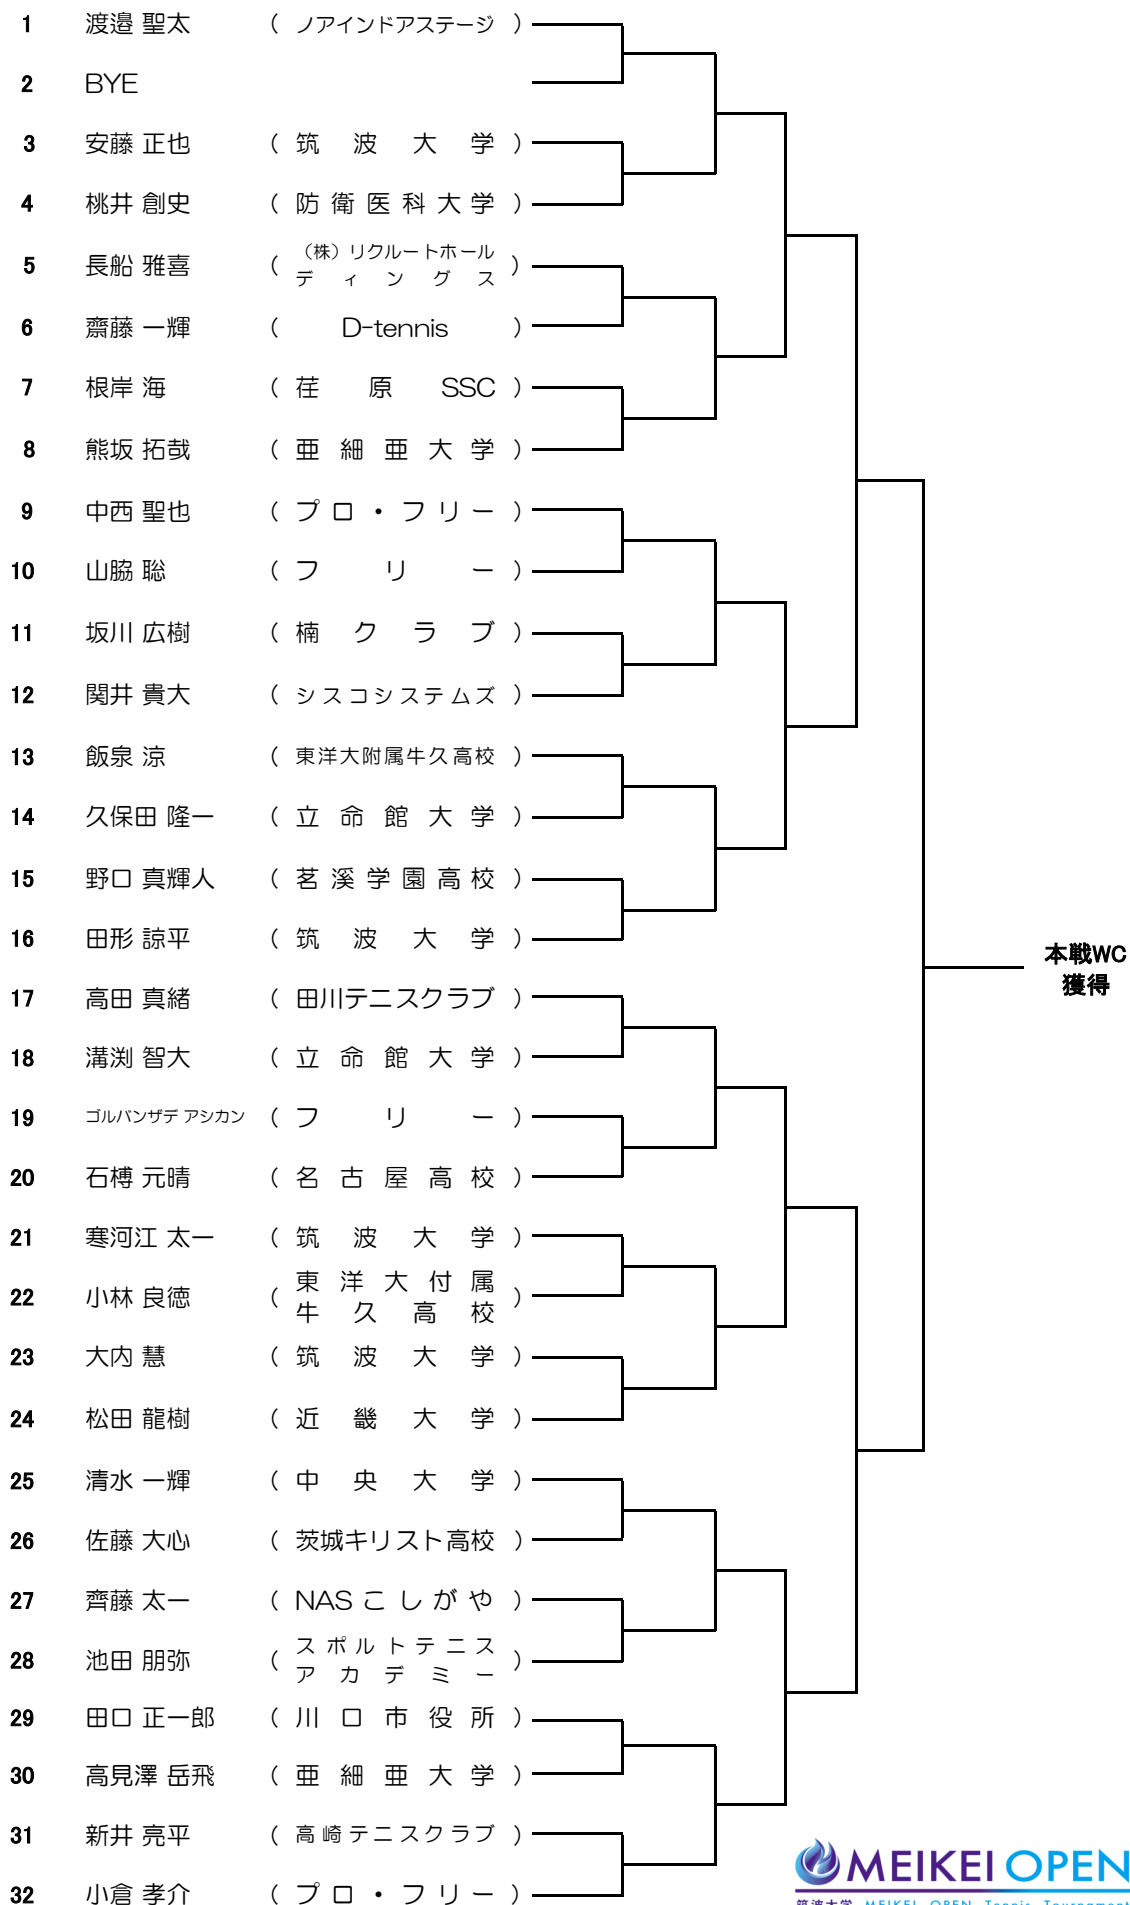 1 渡邉 聖太 ( ノアインドアステージ )
2 BYE
3 安藤 正也 ( 筑波大学 )
4 桃井 創史 ( 防衛医科大学 )
5 長船 雅喜 ( （株）リクルートホール
ディングス )
6 齋藤 一輝 ( D-tennis )
7 根岸 海 ( 荏原SSC )
8 熊坂 拓哉 ( 亜細亜大学 )
9 中西 聖也 ( プロ・フリー )
10 山脇 聡 ( フリー )
11 坂川 広樹 ( 楠クラブ )
12 関井 貴大 ( シスコシステムズ )
13 飯泉 涼 ( 東洋大附属牛久高校 )
14 久保田 隆一 ( 立命館大学 )
15 野口 真輝人 ( 茗溪学園高校 )
16 田形 諒平 ( 筑波大学 )
本戦WC
獲得
17 高田 真緒 ( 田川テニスクラブ )
18 溝渕 智大 ( 立命館大学 )
19 ゴルバンザデ アシカン ( フリー )
20 石榑 元晴 ( 名古屋高校 )
21 寒河江 太一 ( 筑波大学 )
22 小林 良徳 ( 東洋大付属
牛久高校 )
23 大内 慧 ( 筑波大学 )
24 松田 龍樹 ( 近畿大学 )
25 清水 一輝 ( 中央大学 )
26 佐藤 大心 ( 茨城キリスト高校 )
27 齊藤 太一 ( NASこしがや )
28 池田 朋弥 ( スポルトテニス
アカデミー )
29 田口 正一郎 ( 川口市役所 )
30 高見澤 岳飛 ( 亜細亜大学 )
31 新井 亮平 ( 高崎テニスクラブ )
32 小倉 孝介 ( プロ・フリー )
MEIKEI OPEN
筑波大学 MEIKEI OPEN Tennis Tournament